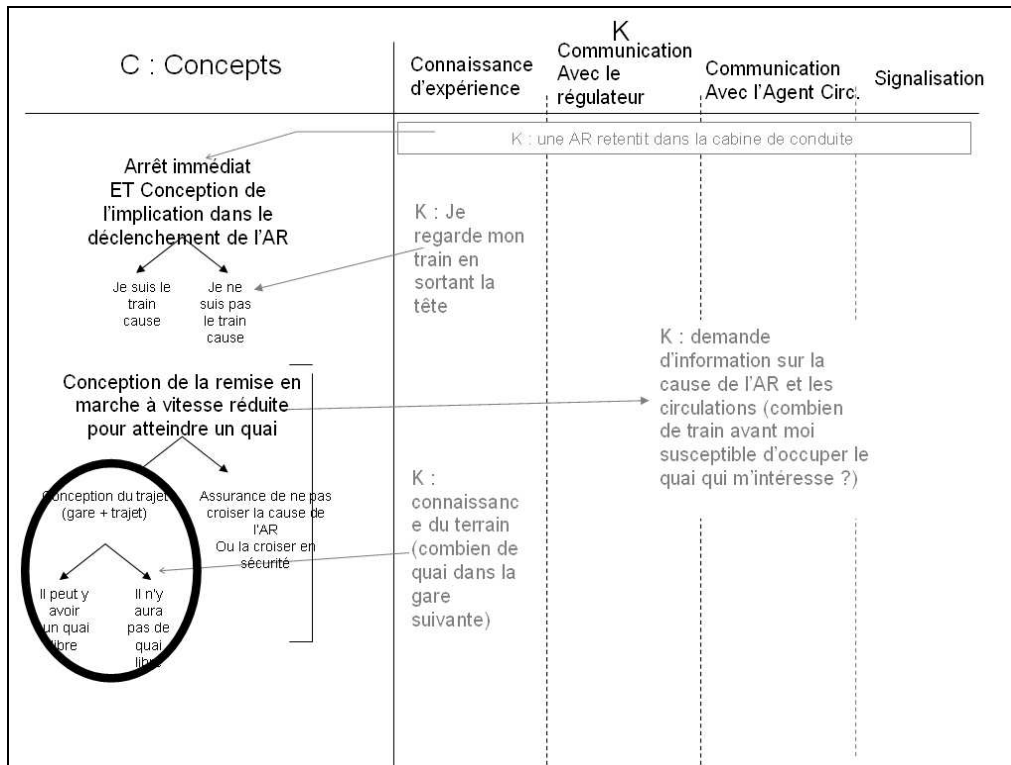 C : Concepts
K
Connaissance
d'expérience
Communication
Avec le
régulateur
Communication
Avec l'Agent Circ.
Signalisation
K : une AR retentit dans la cabine de conduite
Arrêt immédiat
ET Conception de
l'implication dans le
déclenchement de l'AR
Je suis le
train
cause
Je ne
suis pas
le train
cause
K : Je
regarde mon
train en
sortant la
tête
K : demande
d'information sur la
cause de l'AR et les
circulations (combien
de train avant moi
susceptible d'occuper le
quai qui m'intéresse ?)
Conception de la remise en
marche à vitesse réduite
pour atteindre un quai
Conception du trajet
(gare + trajet)
Assurance de ne pas
croiser la cause de
l'AR
Ou la croiser en
sécurité
K :
connaissanc
e du terrain
(combien de
quai dans la
gare
suivante)
Il peut y
avoir
un quai
libre
Il n'y
aura
pas de
quai
libre